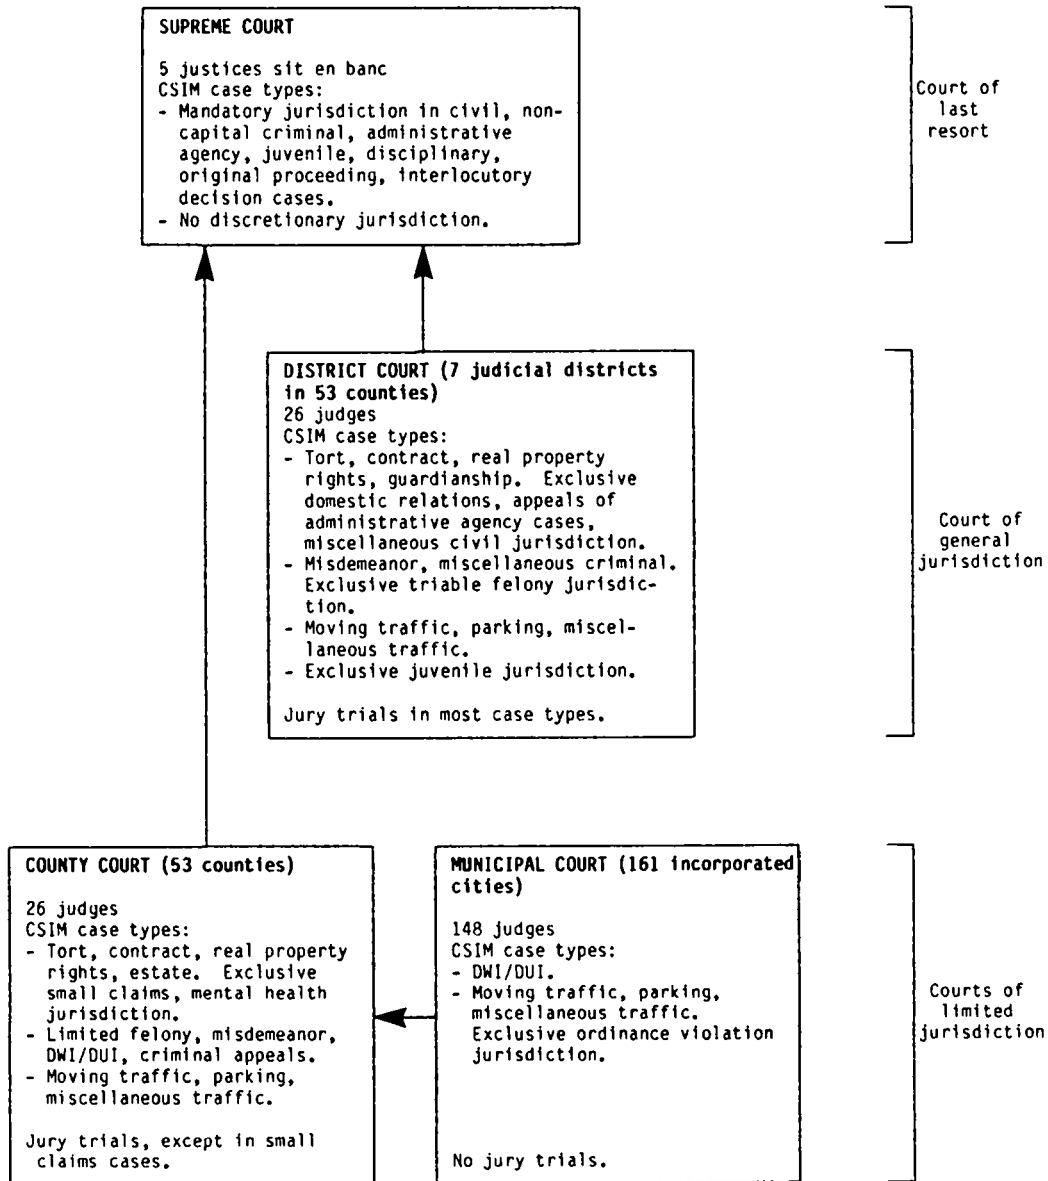 SUPREME COURT
5 justices sit en banc
CSIM case types:
- Mandatory jurisdiction in civil, non-
capital criminal, administrative
agency, juvenile, disciplinary,
original proceeding, interlocutory
decision cases.
- No discretionary jurisdiction.
Court of
last
resort
DISTRICT COURT (7 judicial districts
in 53 counties)
26 judges
CSIM case types:
- Tort, contract, real property
rights, guardianship. Exclusive
domestic relations, appeals of
administrative agency cases,
miscellaneous civil jurisdiction.
- Misdemeanor, miscellaneous criminal.
Exclusive triable felony jurisdic-
tion.
- Moving traffic, parking, miscel-
laneous traffic.
- Exclusive juvenile jurisdiction.
Jury trials in most case types.
Court of
general
jurisdiction
COUNTY COURT (53 counties)
26 judges
CSIM case types:
- Tort, contract, real property
rights, estate. Exclusive
small claims, mental health
jurisdiction.
- Limited felony, misdemeanor,
DWI/DUI, criminal appeals.
- Moving traffic, parking,
miscellaneous traffic.
Jury trials, except in small
claims cases.
MUNICIPAL COURT (161 incorporated
cities)
148 judges
CSIM case types:
- DWI/DUI.
- Moving traffic, parking,
miscellaneous traffic.
Exclusive ordinance violation
jurisdiction.
No jury trials.
Courts of
limited
jurisdiction